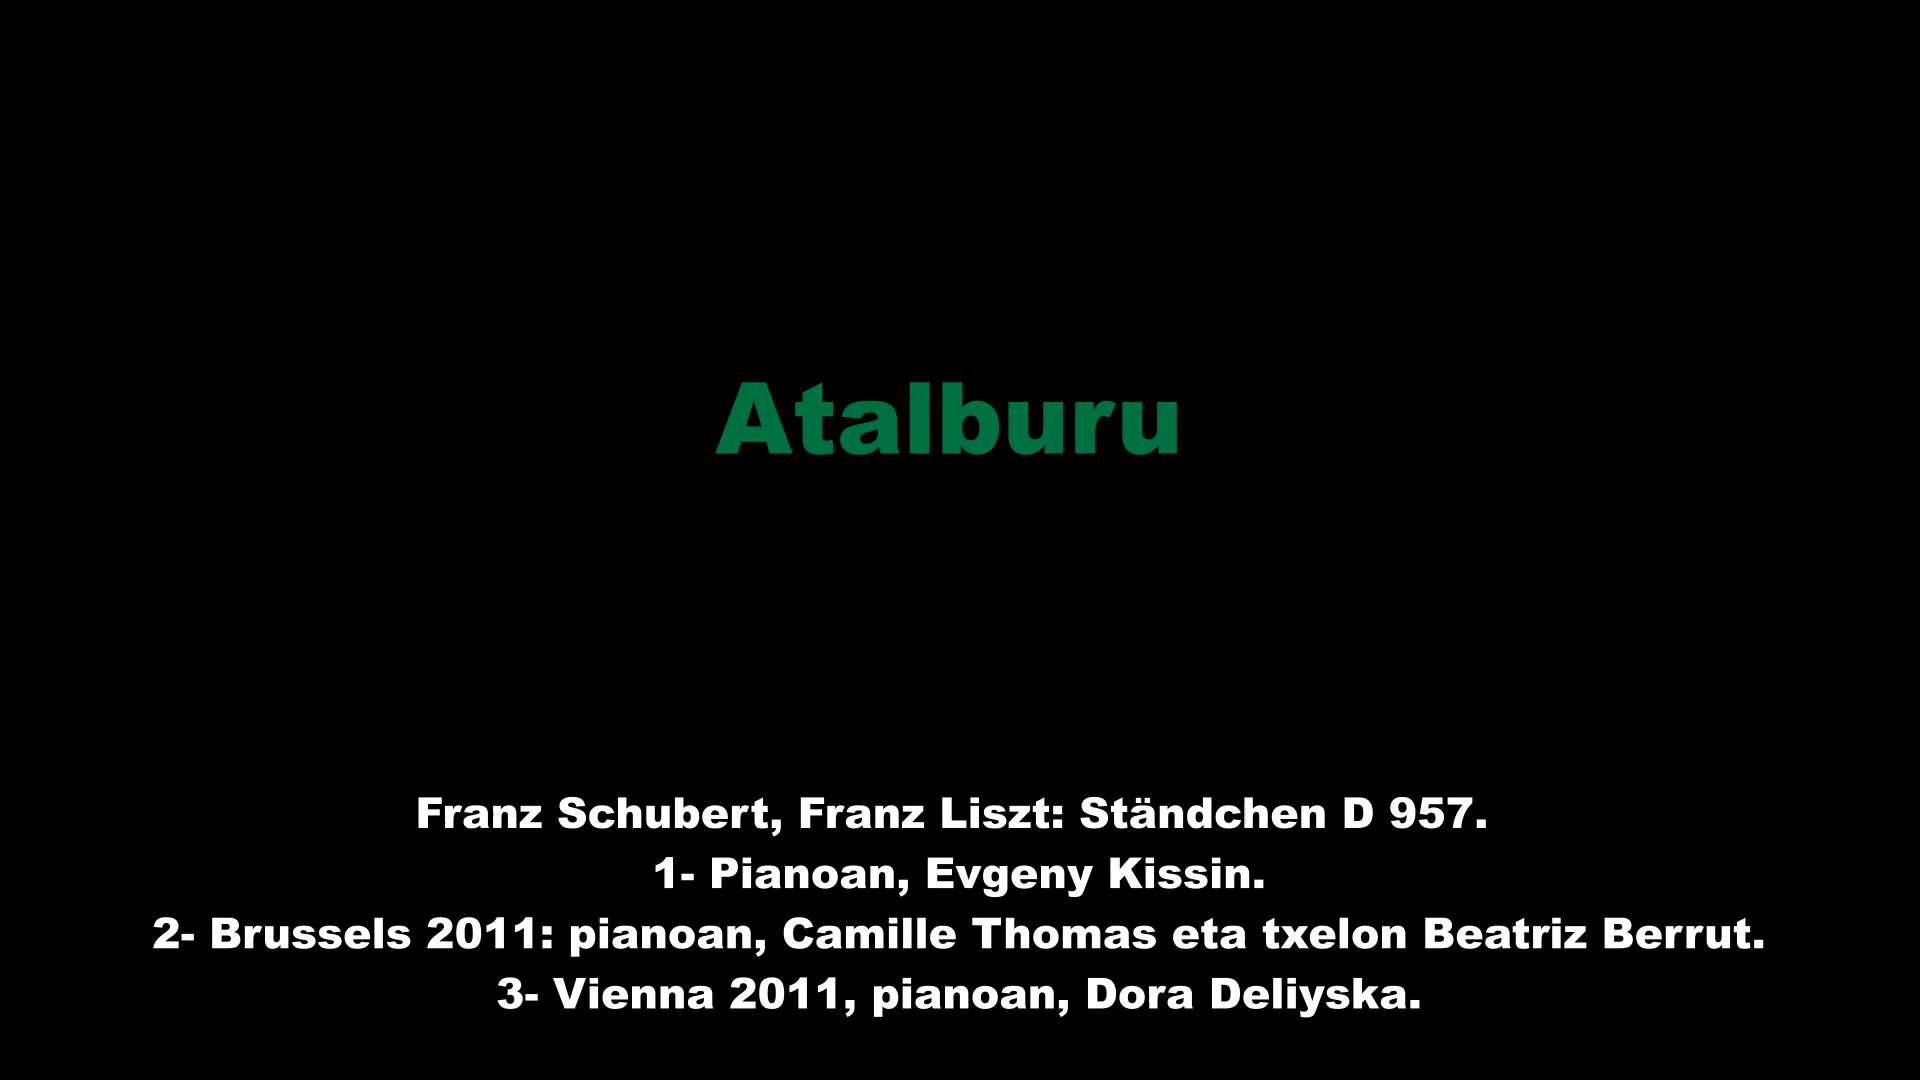 Atalburu
Franz Schubert, Franz Liszt: Ständchen D 957.
1- Pianoan, Evgeny Kissin.
2- Brussels 2011: pianoan, Camille Thomas eta txelon Beatriz Berrut.
3- Vienna 2011, pianoan, Dora Deliyska.